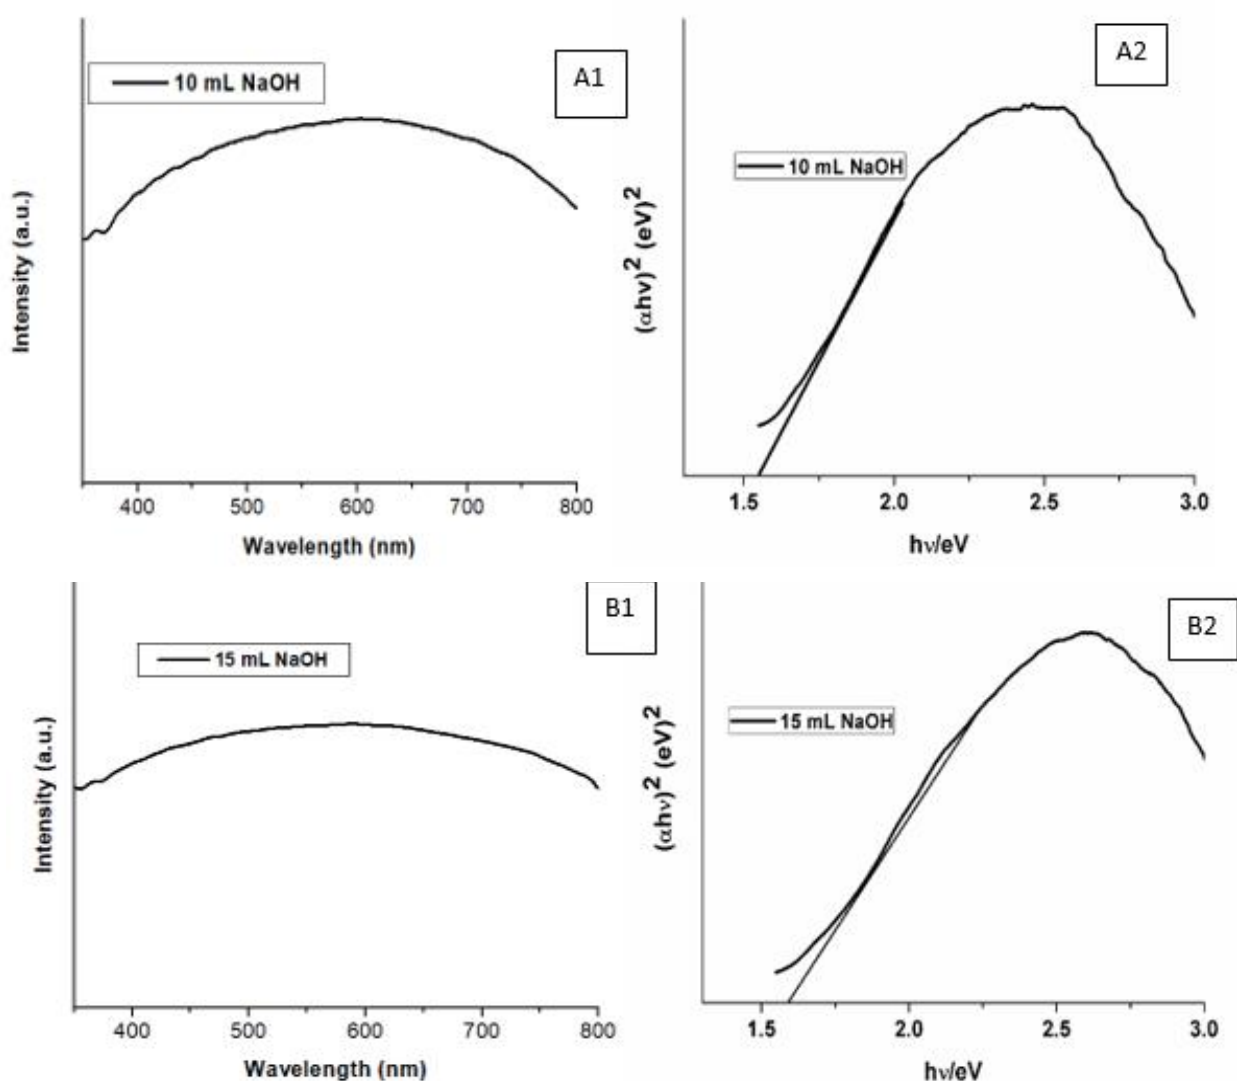 10 mL NaOH
A1
Intensity (a.u.)
400 500 600 700 800
Wavelength (nm)
A2
10 mL NaOH
(αhν)² (eV)²
1.5 2.0 2.5 3.0
hν/eV
B1
15 mL NaOH
Intensity (a.u.)
400 500 600 700 800
Wavelength (nm)
B2
15 mL NaOH
(αhν)² (eV)²
1.5 2.0 2.5 3.0
hν/eV